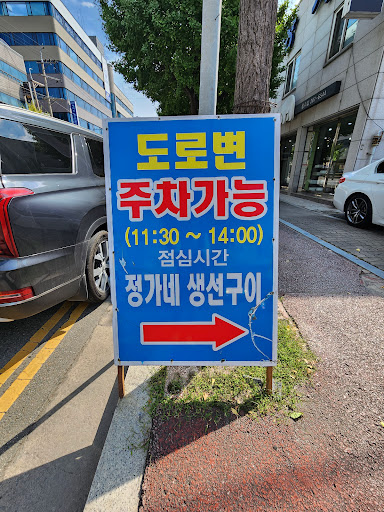 도로변
주차가능
(11:30 ~ 14:00)
점심시간
정가네 생선구이